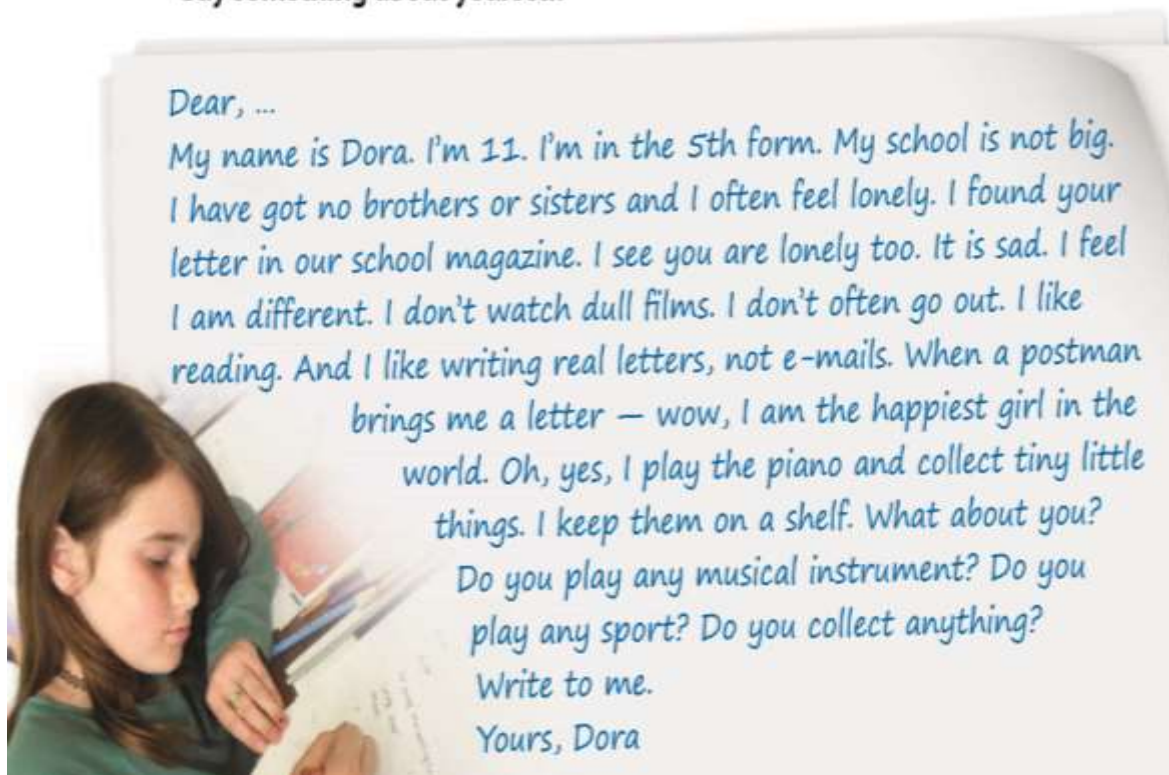 Dear, ...
My name is Dora. I'm 11. I'm in the 5th form. My school is not big.
I have got no brothers or sisters and I often feel lonely. I found your
letter in our school magazine. I see you are lonely too. It is sad. I feel
I am different. I don't watch dull films. I don't often go out. I like
reading. And I like writing real letters, not e-mails. When a postman
brings me a letter — wow, I am the happiest girl in the
world. Oh, yes, I play the piano and collect tiny little
things. I keep them on a shelf. What about you?
Do you play any musical instrument? Do you
play any sport? Do you collect anything?
Write to me.
Yours, Dora